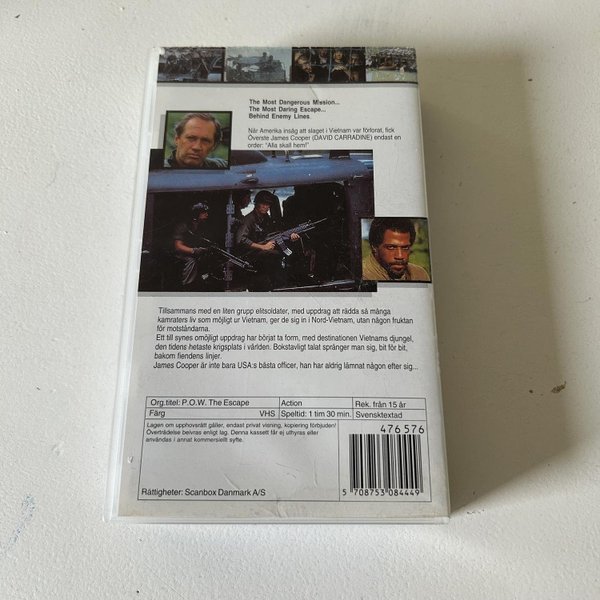 The Most Dangerous Mission...
The Most Daring Escape...
Behind Enemy Lines
När Amerika insåg att slaget i Vietnam var förlorat, fick
Överste James Cooper (DAVID CARRADINE) endast en
order: "Alla skall hem!"
Tillsammans med en liten grupp elitsoldater, med uppdrag att rädda så många
kamraters liv som möjligt ur Vietnam, ger de sig in i Nord-Vietnam, utan någon fruktan
för motståndarna.
Ett till synes omöjligt uppdrag har börjat ta form, med destinationen Vietnams djungel,
den tidens hetaste krigsplats i världen. Bokstavligt talat spränger man sig, bit för bit,
bakom fiendens linjer.
James Cooper är inte bara USA:s bästa officer, han har aldrig lämnat någon efter sig...
Org.titel: P.O.W. The Escape Action Rek. från 15 år
Färg VHS Speltid: 1 tim 30 min. Svensktextad
Lagen om upphovsrätt gäller, endast privat visning, kopiering förbjuden!
Överträdelse beivras enligt lag. Denna kassett får ej uthyras eller
användas i annat kommersiellt syfte.
476576
Rättigheter: Scanbox Danmark A/S
5 708753 084449